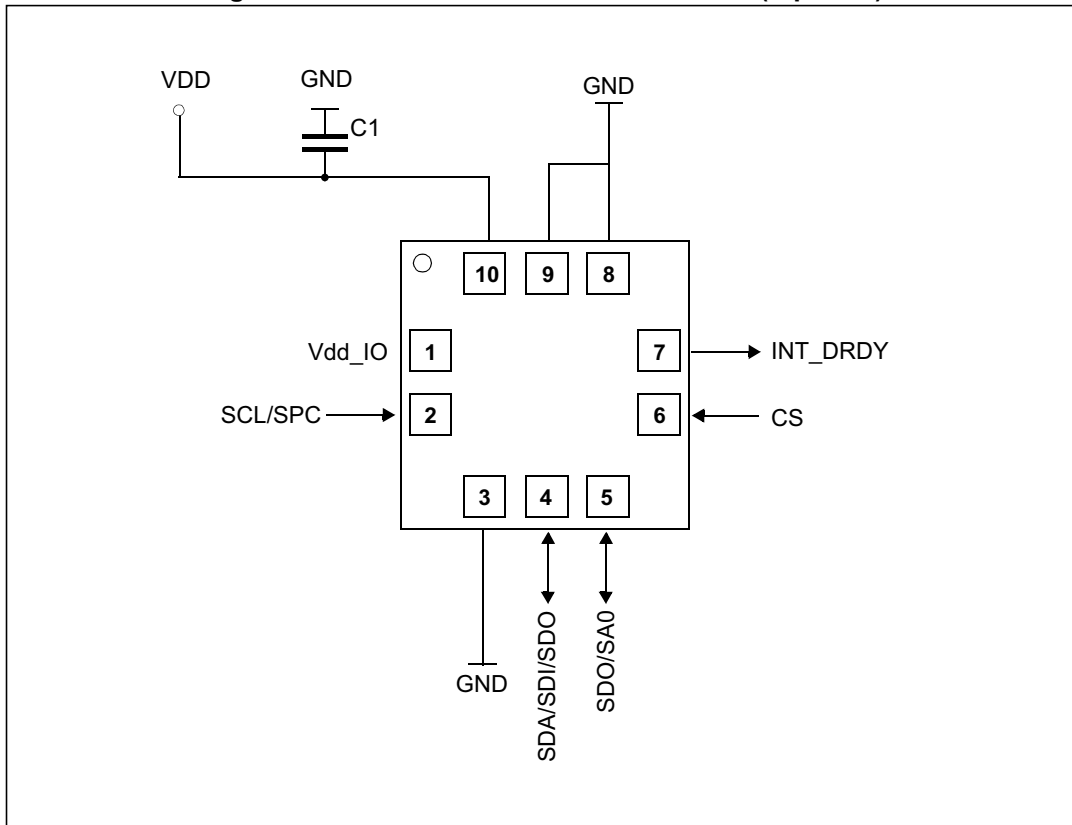 VDD
GND
C1
GND
10
9
8
Vdd_IO
1
7
INT_DRDY
SCL/SPC
2
6
CS
3
4
5
GND
SDA/SDI/SDO
SDO/SA0